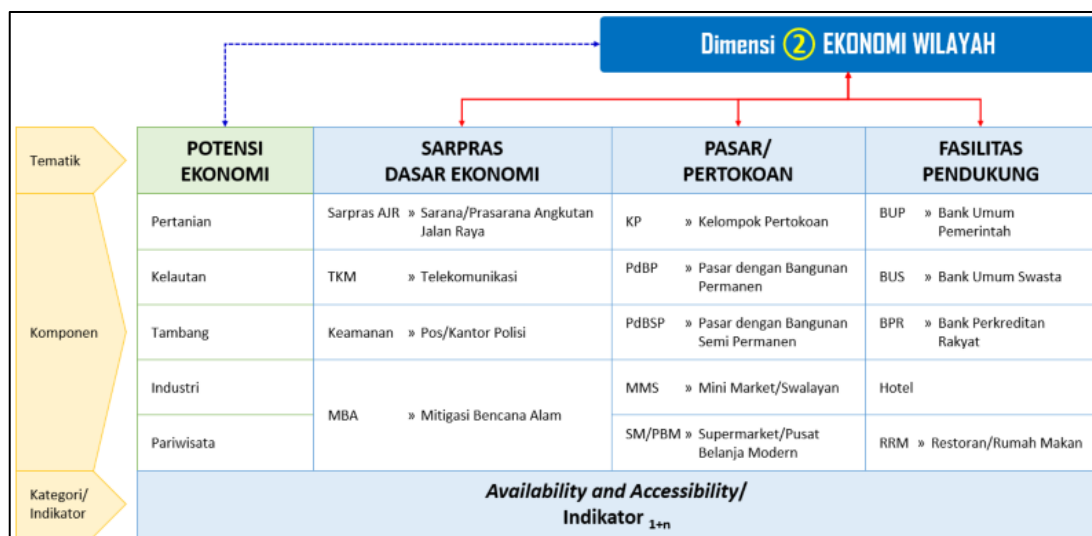 Dimensi ② EKONOMI WILAYAH
Tematik
POTENSI
EKONOMI
SARPRAS
DASAR EKONOMI
PASAR/
PERTOKOAN
FASILITAS
PENDUKUNG
Komponen
Pertanian
Sarpras AJR » Sarana/Prasarana Angkutan
Jalan Raya
KP » Kelompok Pertokoan
BUP » Bank Umum
Pemerintah
Kelautan
TKM » Telekomunikasi
PdBP » Pasar dengan Bangunan
Permanen
BUS » Bank Umum Swasta
Tambang
Keamanan » Pos/Kantor Polisi
PdBSP » Pasar dengan Bangunan
Semi Permanen
BPR » Bank Perkreditan
Rakyat
Industri
MBA » Mitigasi Bencana Alam
MMS » Mini Market/Swalayan
Hotel
Pariwisata
SM/PBM » Supermarket/Pusat
Belanja Modern
RRM » Restoran/Rumah Makan
Kategori/
Indikator
Availability and Accessibility/
Indikator 1+n